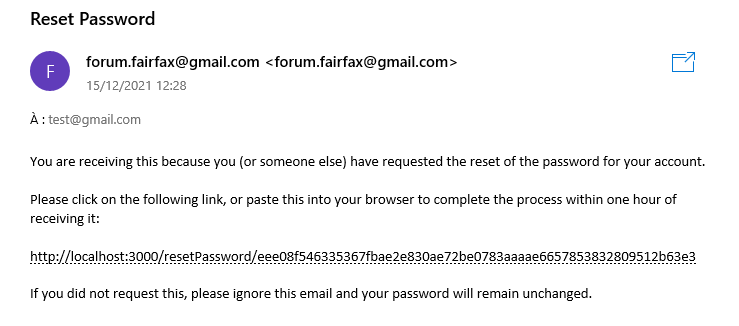 Reset Password
F
forum.fairfax@gmail.com <forum.fairfax@gmail.com>
15/12/2021 12:28
À : test@gmail.com
You are receiving this because you (or someone else) have requested the reset of the password for your account.
Please click on the following link, or paste this into your browser to complete the process within one hour of
receiving it:
http://localhost:3000/resetPassword/eee08f546335367fbae2e830ae72be0783aaaae6657853832809512b63e3
If you did not request this, please ignore this email and your password will remain unchanged.